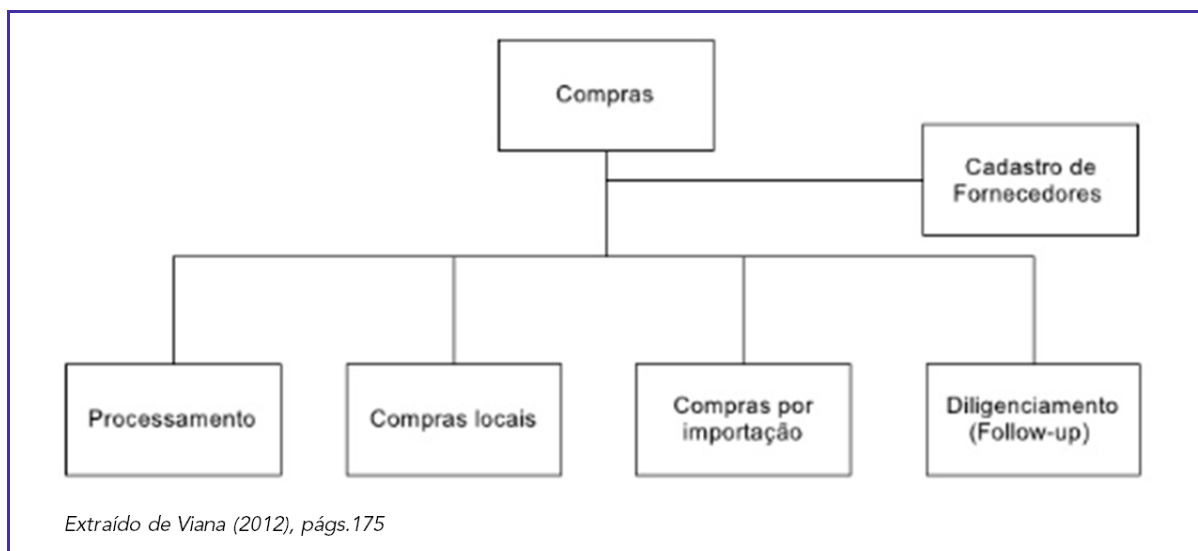 Compras
Cadastro de
Fornecedores
Processamento
Compras locais
Compras por
importação
Diligenciamento
(Follow-up)
Extraído de Viana (2012), págs.175